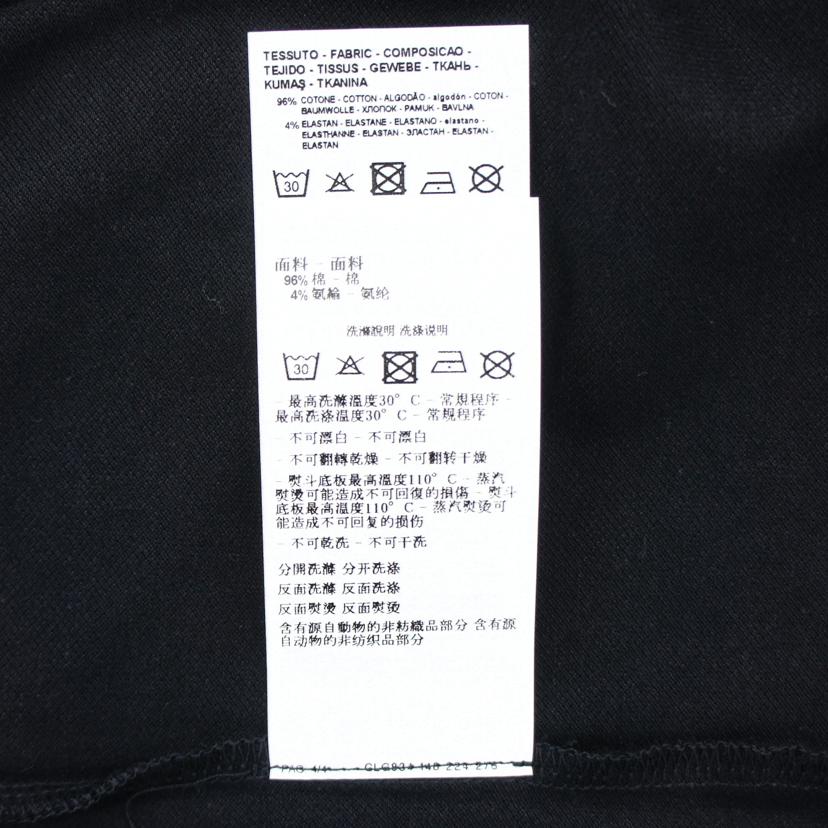 TESSUTO - FABRIC - COMPOSICAO -
TEJIDO - TISSUS - GEWEBE - ТКАНЬ -
KUMAŞ - TKANINA
96% COTONE - COTTON - ALGODÃO - algodón - COTON -
BAUMWOLLE - ХЛОПОК - PAMUK - BAVLNA
4% ELASTAN - ELASTANE - ELASTANO - elastano -
ELASTHANNE - ELASTAN - ЭЛАСТАН - ELASTAN -
ELASTAN
30
面料 - 面料
96% 棉 - 棉
4% 氨綸 - 氨纶
洗滌說明 洗涤说明
30
- 最高洗滌溫度30° C - 常規程序 -
最高洗涤温度30° C - 常规程序
- 不可漂白 - 不可漂白
- 不可翻轉乾燥 - 不可翻转干燥
- 熨斗底板最高溫度110° C - 蒸汽
熨燙可能造成不可回復的損傷 - 熨斗
底板最高温度110° C - 蒸汽熨烫可
能造成不可回复的损伤
- 不可乾洗 - 不可干洗
分開洗滌 分开洗涤
反面洗滌 反面洗涤
反面熨燙 反面熨烫
含有源自動物的非紡織品部分 含有源
自动物的非纺织品部分
PAG 4/4